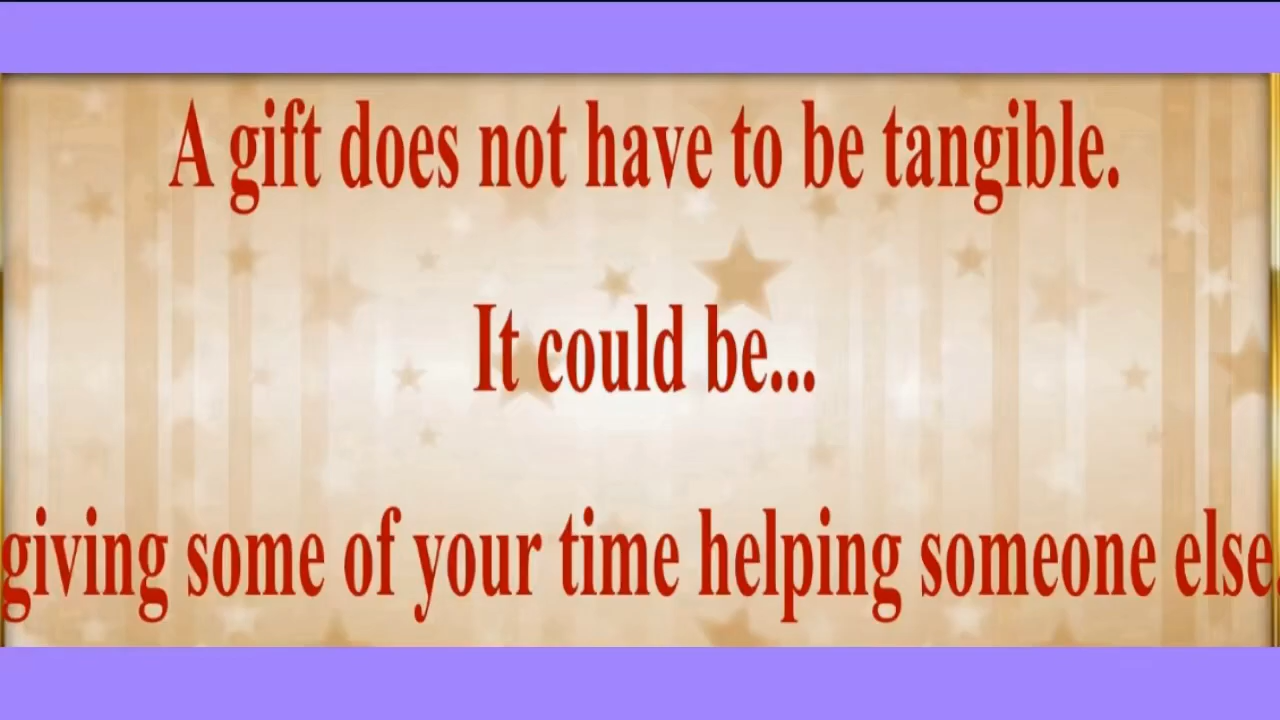 A gift does not have to be tangible.
It could be...
giving some of your time helping someone else.